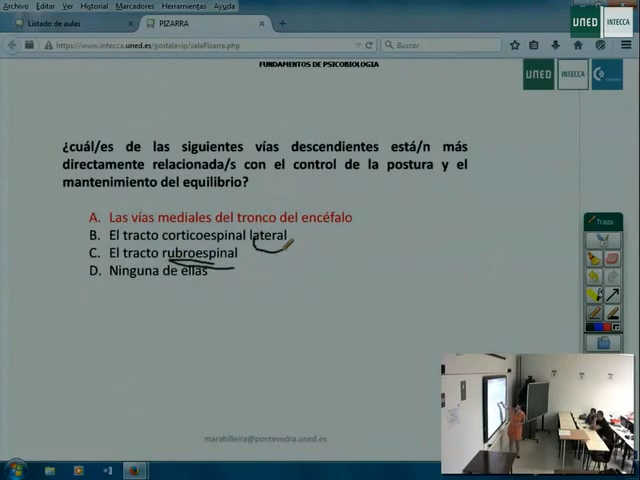 Archivo Editar Ver Historial Marcadores Herramientas Ayuda
Listado de aulas × PIZARRA × +
https://www.intecca.uned.es/portalavip/salaPizarra.php
Buscar
UNED INTECCA
FUNDAMENTOS DE PSICOBIOLOGIA
UNED INTECCA
¿cuál/es de las siguientes vías descendientes está/n más
directamente relacionada/s con el control de la postura y el
mantenimiento del equilibrio?
A. Las vías mediales del tronco del encéfalo
B. El tracto corticoespinal lateral
C. El tracto rubroespinal
D. Ninguna de ellas
Trazo
marabilleira@pontevedra.uned.es